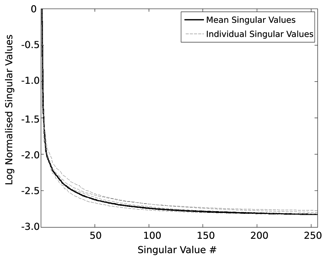 0
-0.5
-1.0
-1.5
-2.0
-2.5
-3.0
Log Normalised Singular Values
Mean Singular Values
Individual Singular Values
50 100 150 200 250
Singular Value #